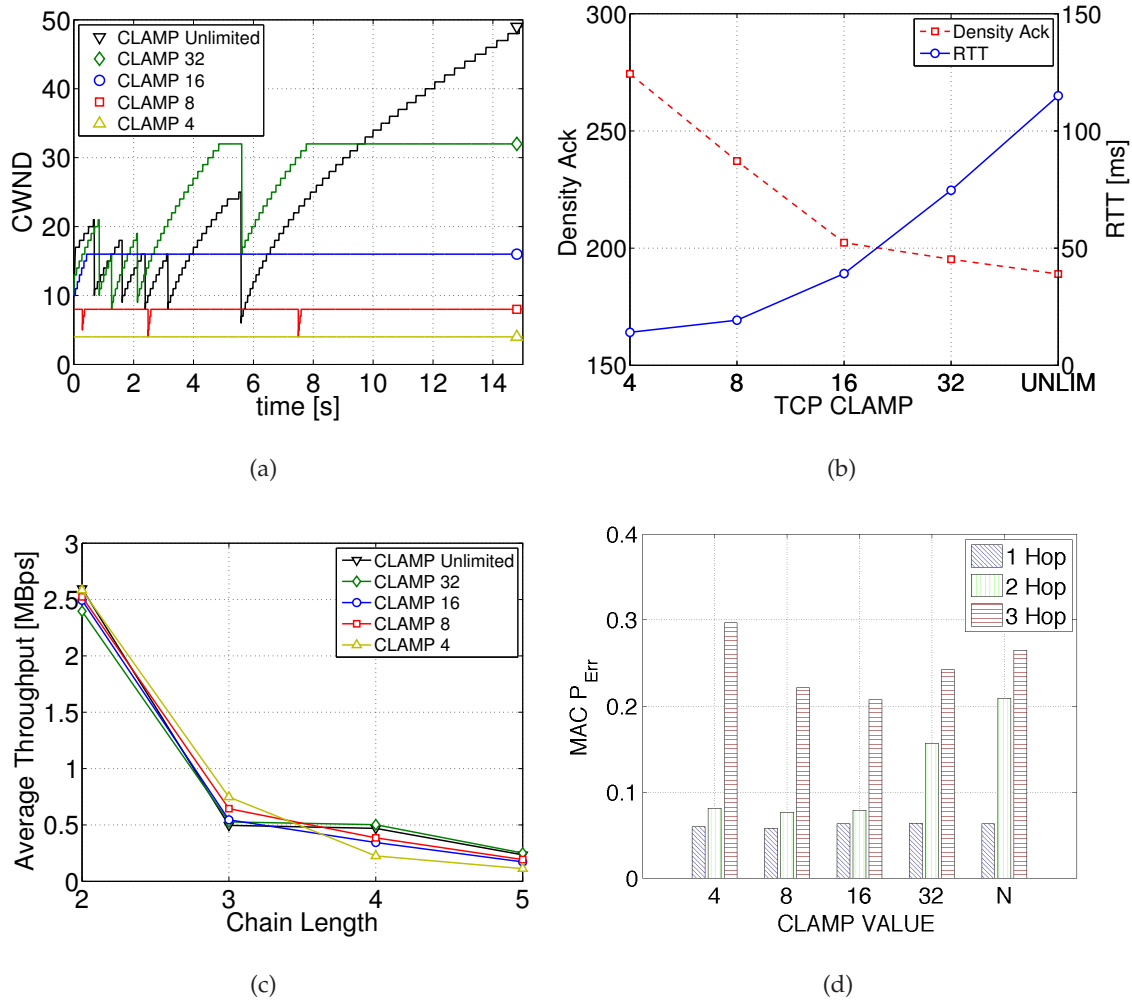 50
40
30
20
10
0
CWND
CLAMP Unlimited
CLAMP 32
CLAMP 16
CLAMP 8
CLAMP 4
0 2 4 6 8 10 12 14
time [s]
(a)
300
250
200
150
Density Ack
Density Ack
RTT
150
100
50
0
RTT [ms]
4 8 16 32 UNLIM
TCP CLAMP
(b)
3
2.5
2
1.5
1
0.5
0
Average Throughput [MBps]
CLAMP Unlimited
CLAMP 32
CLAMP 16
CLAMP 8
CLAMP 4
2 3 4 5
Chain Length
(c)
0.4
0.3
0.2
0.1
0
MAC P_Err
1 Hop
2 Hop
3 Hop
4 8 16 32 N
CLAMP VALUE
(d)